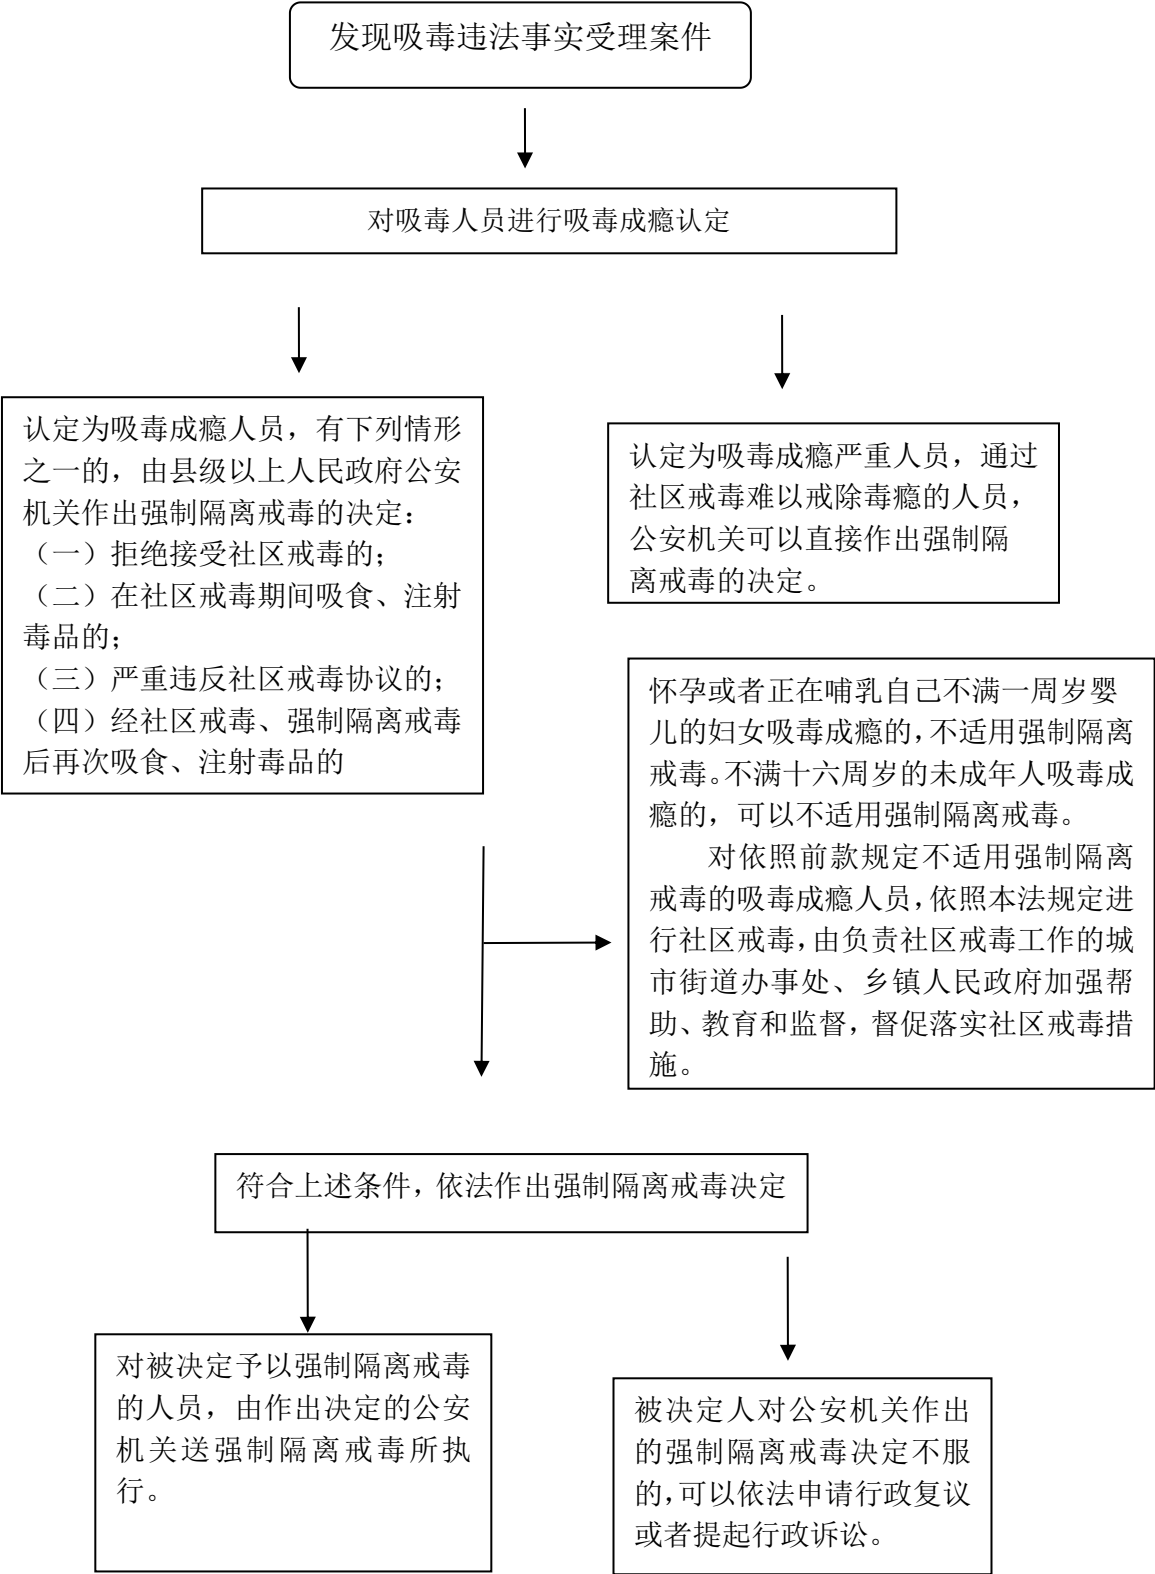 发现吸毒违法事实受理案件
对吸毒人员进行吸毒成瘾认定
认定为吸毒成瘾人员，有下列情形
之一的，由县级以上人民政府公安
机关作出强制隔离戒毒的决定：
（一）拒绝接受社区戒毒的；
（二）在社区戒毒期间吸食、注射
毒品的；
（三）严重违反社区戒毒协议的；
（四）经社区戒毒、强制隔离戒毒
后再次吸食、注射毒品的
认定为吸毒成瘾严重人员，通过
社区戒毒难以戒除毒瘾的人员，
公安机关可以直接作出强制隔
离戒毒的决定。
怀孕或者正在哺乳自己不满一周岁婴
儿的妇女吸毒成瘾的，不适用强制隔离
戒毒。不满十六周岁的未成年人吸毒成
瘾的，可以不适用强制隔离戒毒。
对依照前款规定不适用强制隔离
戒毒的吸毒成瘾人员，依照本法规定进
行社区戒毒，由负责社区戒毒工作的城
市街道办事处、乡镇人民政府加强帮
助、教育和监督，督促落实社区戒毒措
施。
符合上述条件，依法作出强制隔离戒毒决定
对被决定予以强制隔离戒毒
的人员，由作出决定的公安
机关送强制隔离戒毒所执
行。
被决定人对公安机关作出
的强制隔离戒毒决定不服
的，可以依法申请行政复议
或者提起行政诉讼。